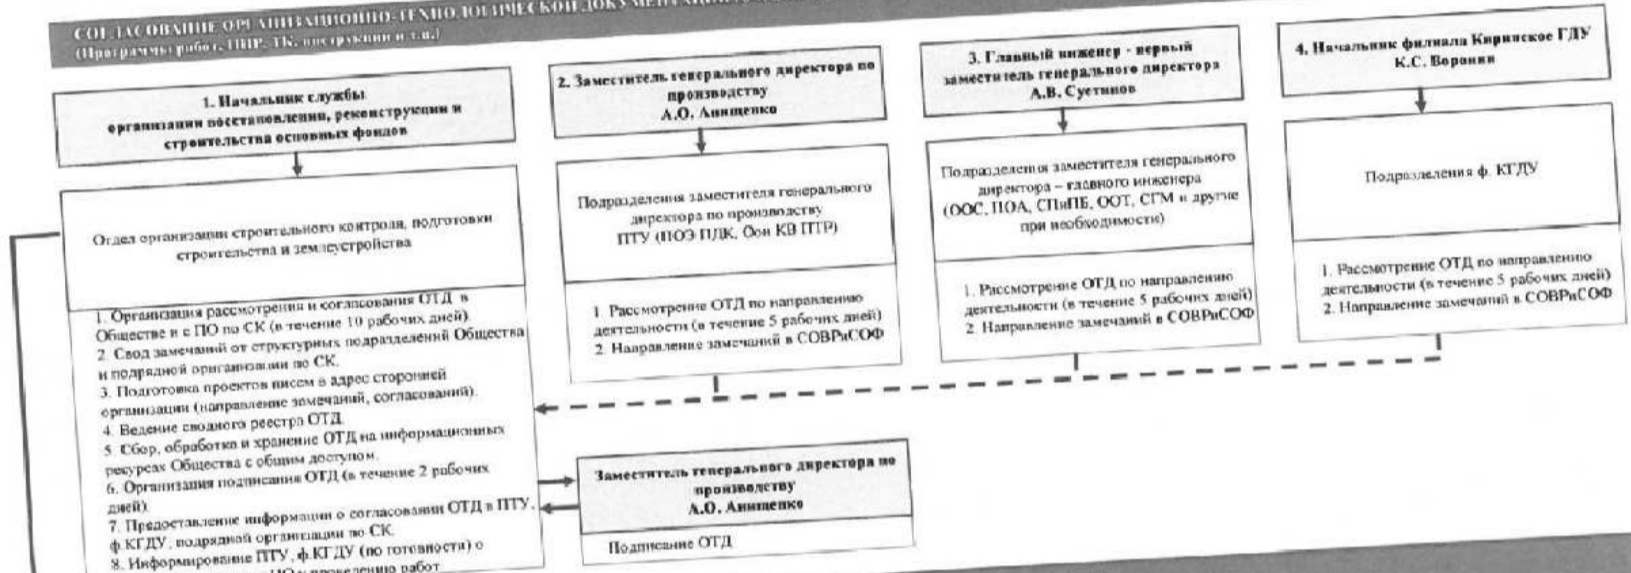 СОГЛАСОВАНИЕ ОРГАНИЗАЦИОННО-ТЕХНОЛОГИЧЕСКОЙ
(Программы работ, ППР, ТК, инструкции и т.п.)
1. Начальник службы
организации восстановления, реконструкции и
строительства основных фондов
Отдел организации строительного контроля, подготовки
строительства и землеустройства
1. Организация рассмотрения и согласования ОТД в
Обществе и с ПО по СК (в течение 10 рабочих дней).
2. Свод замечаний от структурных подразделений Общества
и подрядной организации по СК.
3. Подготовка проектов писем в адрес сторонней
организации (направление замечаний, согласований).
4. Ведение сводного реестра ОТД.
5. Сбор, обработка и хранение ОТД на информационных
ресурсах Общества с общим доступом.
6. Организация подписания ОТД (в течение 2 рабочих
дней).
7. Предоставление информации о согласовании ОТД в ПТУ,
ф.КГДУ, подрядной организации по СК.
8. Информирование ПТУ, ф.КГДУ (по готовности) о
проведению работ
2. Заместитель генерального директора по
производству
А.О. Анищенко
Подразделения заместителя генерального
директора по производству
ПТУ (ПОЭ ПДК, Оон КВ ГТР)
1. Рассмотрение ОТД по направлению
деятельности (в течение 5 рабочих дней)
2. Направление замечаний в СОВРиСОФ
3. Главный инженер - первый
заместитель генерального директора
А.В. Суетинов
Подразделения заместителя генерального
директора – главного инженера
(ООС, ПОА, СПиПБ, ООТ, СГМ и другие
при необходимости)
1. Рассмотрение ОТД по направлению
деятельности (в течение 5 рабочих дней)
2. Направление замечаний в СОВРиСОФ
4. Начальник филиала Киринское ГДУ
К.С. Воронин
Подразделения ф. КГДУ
1. Рассмотрение ОТД по направлению
деятельности (в течение 5 рабочих дней)
2. Направление замечаний в СОВРиСОФ
Заместитель генерального директора по
производству
А.О. Анищенко
Подписание ОТД